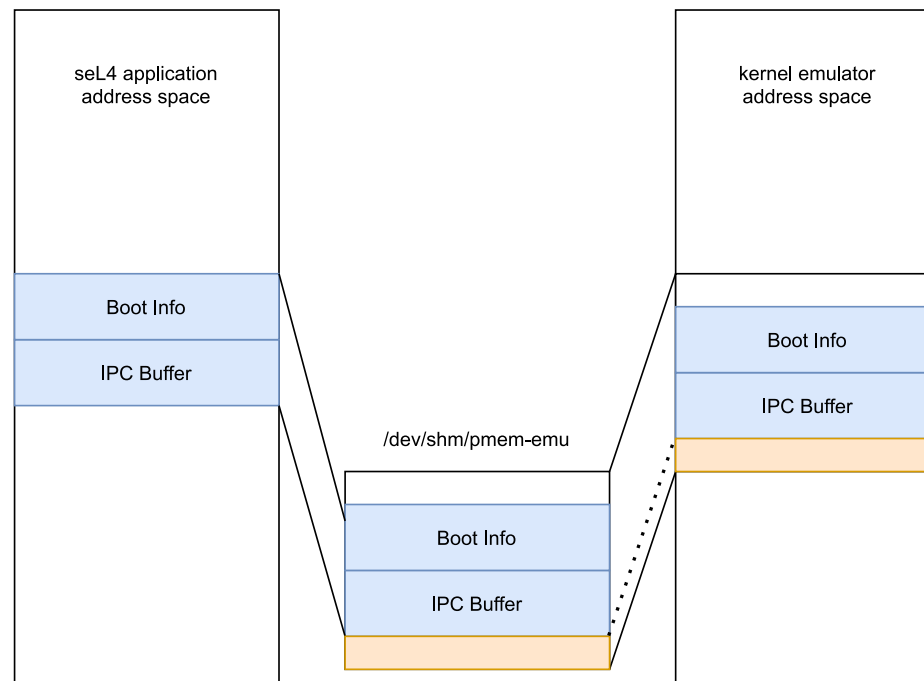 seL4 application
address space
kernel emulator
address space
Boot Info
IPC Buffer
Boot Info
IPC Buffer
/dev/shm/pmem-emu
Boot Info
IPC Buffer